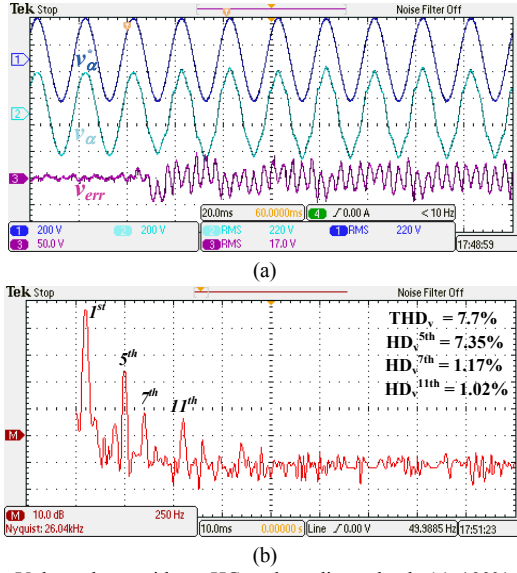 Tek Stop Noise Filter Off
1
v*α
2
vα
3
verr
20.0ms 60.0000ms 4 / 0.00 A < 10 Hz
1 200 V 2 200 V 2 RMS 220 V 1 RMS 220 V
3 50.0 V 3 RMS 17.0 V 17:48:59
(a)
Tek Stop Noise Filter Off
1st
THDv = 7.7%
HDv5th = 7.35%
5th
HDv7th = 1.17%
7th
11th
HDv11th = 1.02%
M
M 10.0 dB 250 Hz
Nyquist: 26.04kHz 10.0ms 0.00000 s Line / 0.00 V 49.9885 Hz 17:51:23
(b)